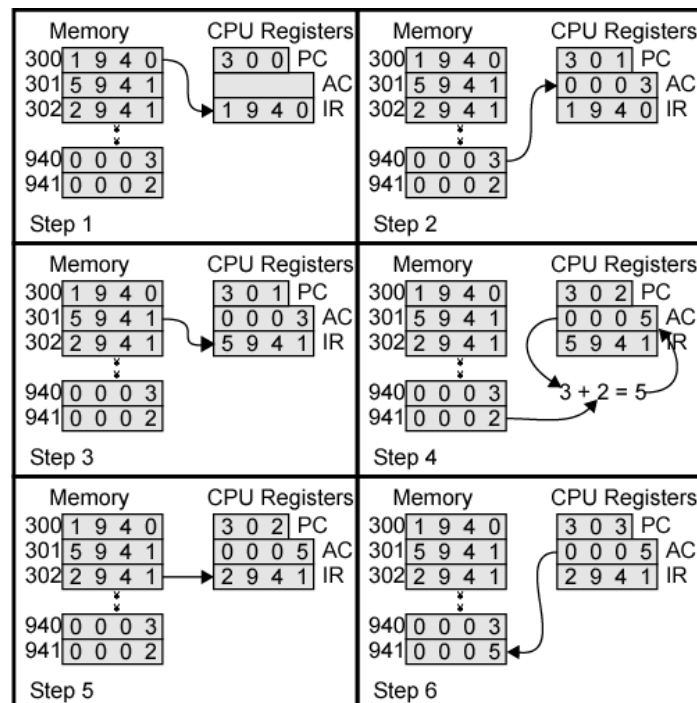 Memory CPU Registers
300 1 9 4 0 3 0 0 PC
301 5 9 4 1 AC
302 2 9 4 1 1 9 4 0 IR
940 0 0 0 3
941 0 0 0 2
Step 1
Memory CPU Registers
300 1 9 4 0 3 0 1 PC
301 5 9 4 1 0 0 0 3 AC
302 2 9 4 1 1 9 4 0 IR
940 0 0 0 3
941 0 0 0 2
Step 2
Memory CPU Registers
300 1 9 4 0 3 0 1 PC
301 5 9 4 1 0 0 0 3 AC
302 2 9 4 1 5 9 4 1 IR
940 0 0 0 3
941 0 0 0 2
Step 3
Memory CPU Registers
300 1 9 4 0 3 0 2 PC
301 5 9 4 1 0 0 0 5 AC
302 2 9 4 1 5 9 4 1 IR
940 0 0 0 3 3 + 2 = 5
941 0 0 0 2
Step 4
Memory CPU Registers
300 1 9 4 0 3 0 2 PC
301 5 9 4 1 0 0 0 5 AC
302 2 9 4 1 2 9 4 1 IR
940 0 0 0 3
941 0 0 0 2
Step 5
Memory CPU Registers
300 1 9 4 0 3 0 3 PC
301 5 9 4 1 0 0 0 5 AC
302 2 9 4 1 2 9 4 1 IR
940 0 0 0 3
941 0 0 0 5
Step 6